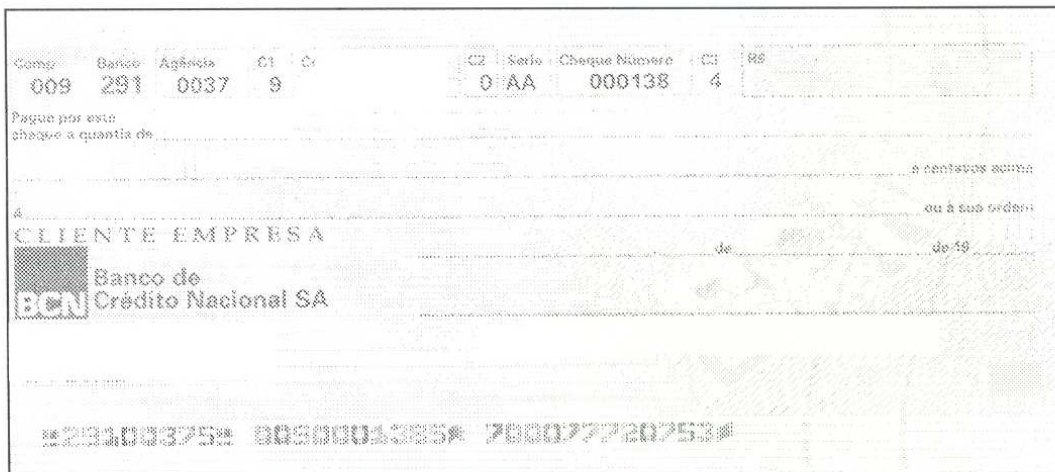 Comp Banco Agência C1 C2 Serie Cheque Número C3 R$
009 291 0037 9 0 AA 000138 4
Pague por este
cheque a quantia de
e centavos acima
a ou à sua ordem
CLIENTE EMPRESA
de de 19
BCN Banco de
Crédito Nacional SA